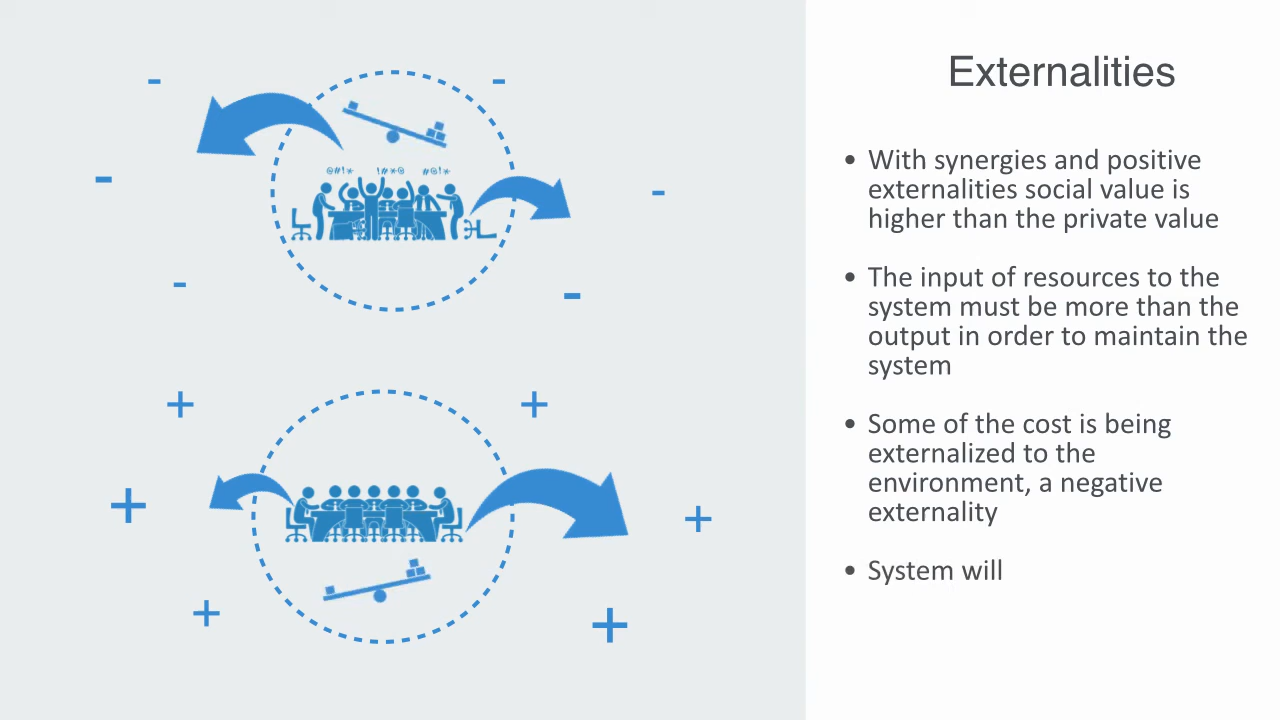 Externalities
@#!* !#*@ #@!*
• With synergies and positive
externalities social value is
higher than the private value
• The input of resources to the
system must be more than the
output in order to maintain the
system
• Some of the cost is being
externalized to the
environment, a negative
externality
• System will
- -
- -
- -
+ +
+ +
+ +